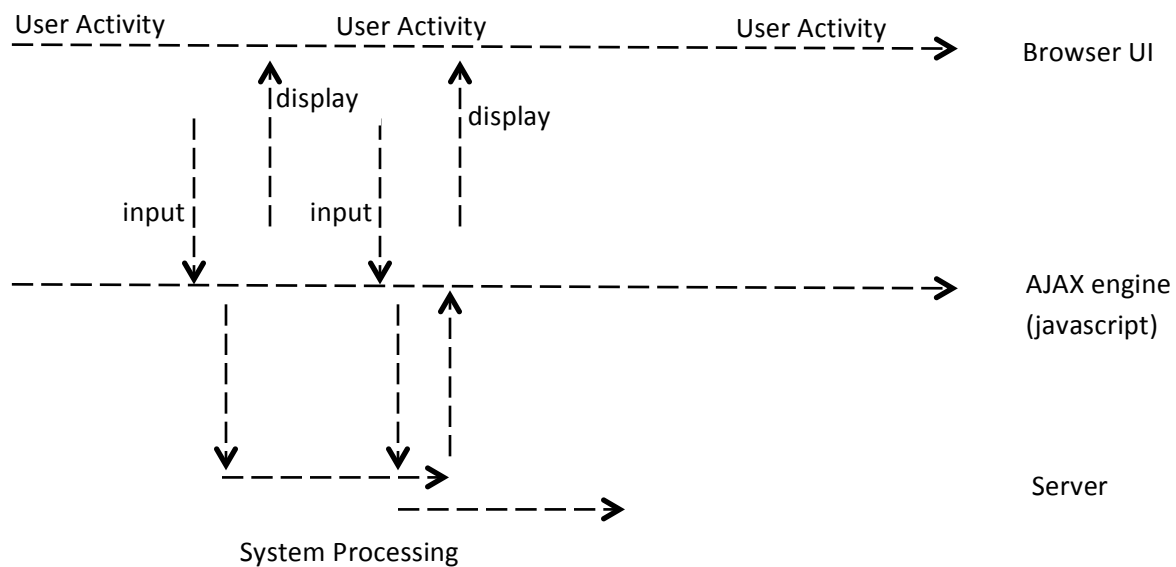 User Activity
User Activity
User Activity
Browser UI
display
display
input
input
AJAX engine
(javascript)
Server
System Processing